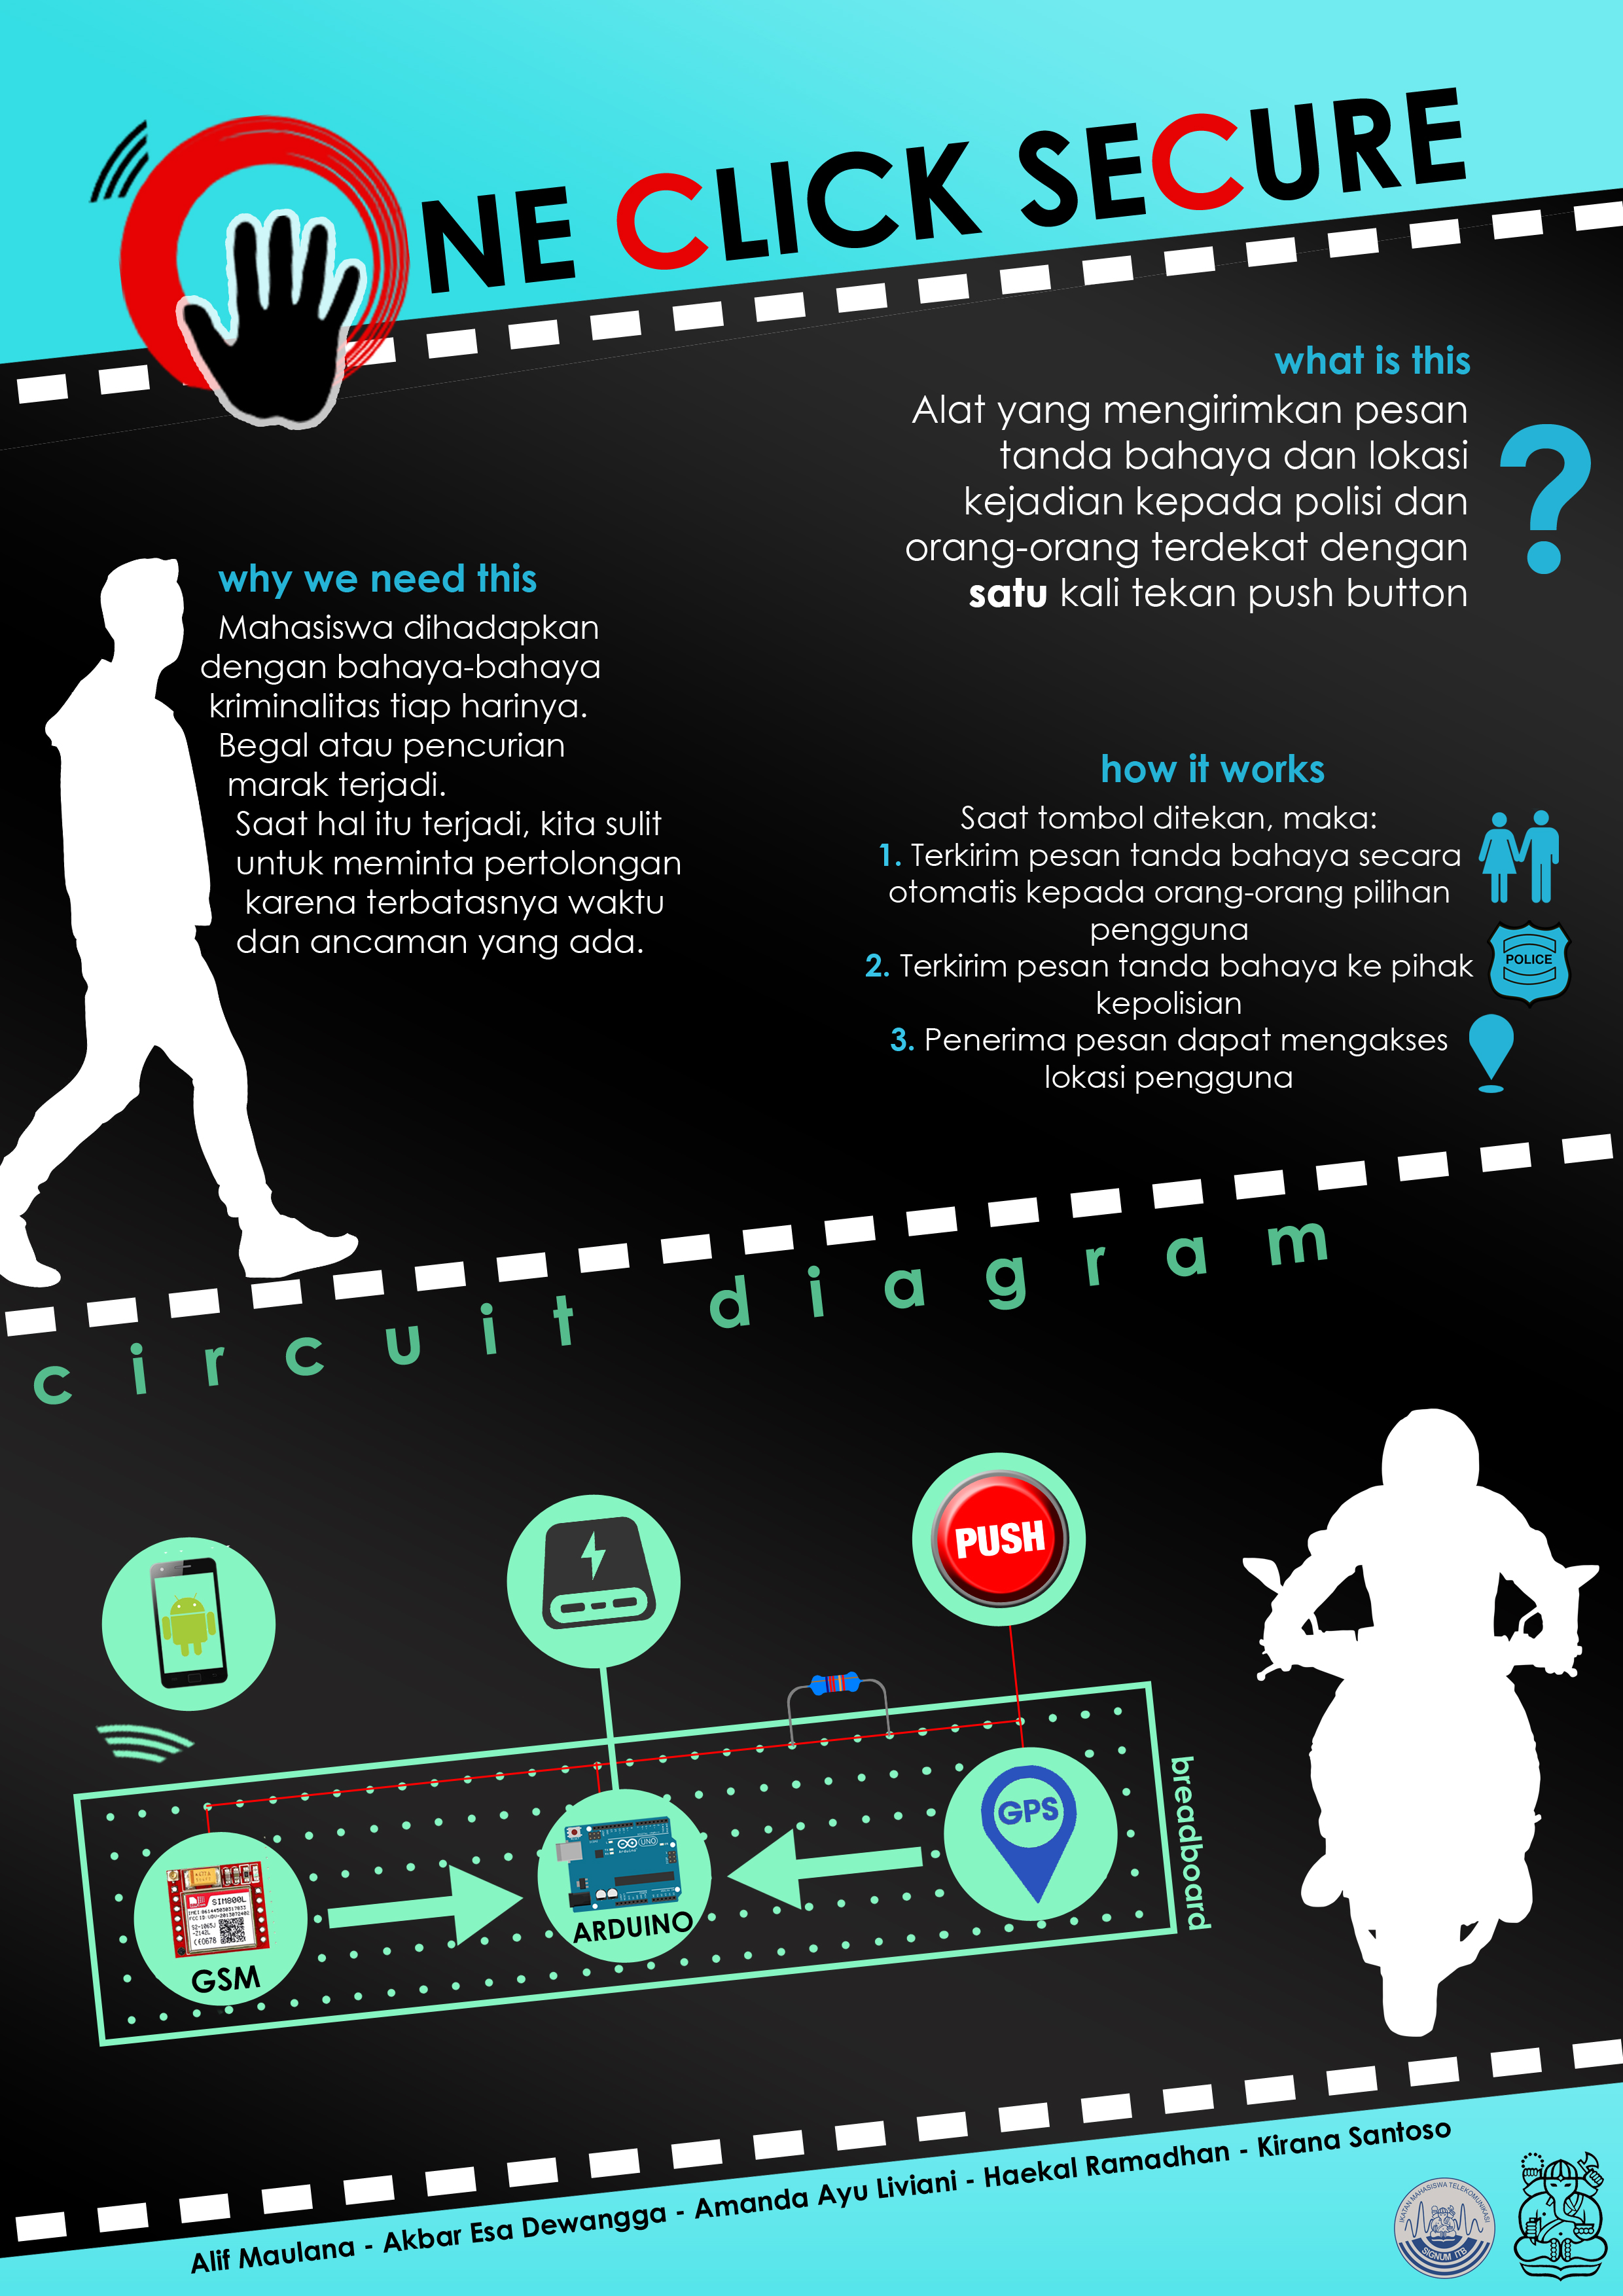 ONE CLICK SECURE
what is this
?
Alat yang mengirimkan pesan
tanda bahaya dan lokasi
kejadian kepada polisi dan
orang-orang terdekat dengan
satu kali tekan push button
why we need this
Mahasiswa dihadapkan
dengan bahaya-bahaya
kriminalitas tiap harinya.
Begal atau pencurian
marak terjadi.
Saat hal itu terjadi, kita sulit
untuk meminta pertolongan
karena terbatasnya waktu
dan ancaman yang ada.
how it works
Saat tombol ditekan, maka:
1. Terkirim pesan tanda bahaya secara
otomatis kepada orang-orang pilihan
pengguna
2. Terkirim pesan tanda bahaya ke pihak
kepolisian
POLICE
3. Penerima pesan dapat mengakses
lokasi pengguna
circuit diagram
PUSH
GPS
breadboard
UNO
ARDUINO
SIM800L
GSM
Alif Maulana - Akbar Esa Dewangga - Amanda Ayu Liviani - Haekal Ramadhan - Kirana Santoso
IKATAN MAHASISWA TELEKOMUNIKASI
SIGNUM ITB